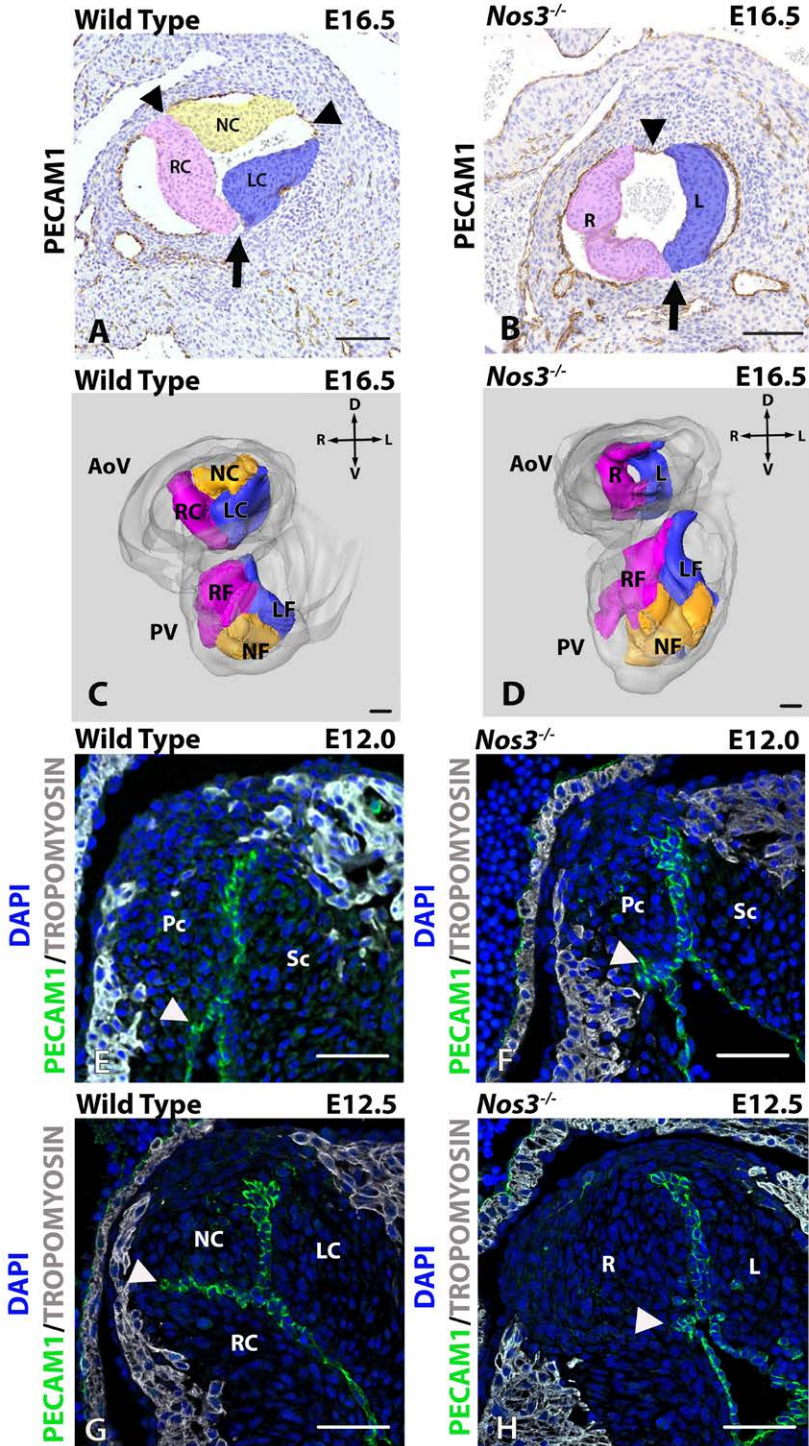 Wild Type E16.5
Nos3-/- E16.5
PECAM1
NC
RC
LC
A
PECAM1
R
L
B
Wild Type E16.5
Nos3-/- E16.5
D
R L
V
AoV
NC
RC LC
RF
LF
PV
NF
C
D
R L
V
AoV
R L
RF
LF
PV
NF
D
Wild Type E12.0
Nos3-/- E12.0
DAPI
PECAM1/TROPOMYOSIN
Pc
Sc
E
DAPI
PECAM1/TROPOMYOSIN
Pc
Sc
F
Wild Type E12.5
Nos3-/- E12.5
DAPI
PECAM1/TROPOMYOSIN
NC
LC
RC
G
DAPI
PECAM1/TROPOMYOSIN
R
L
H